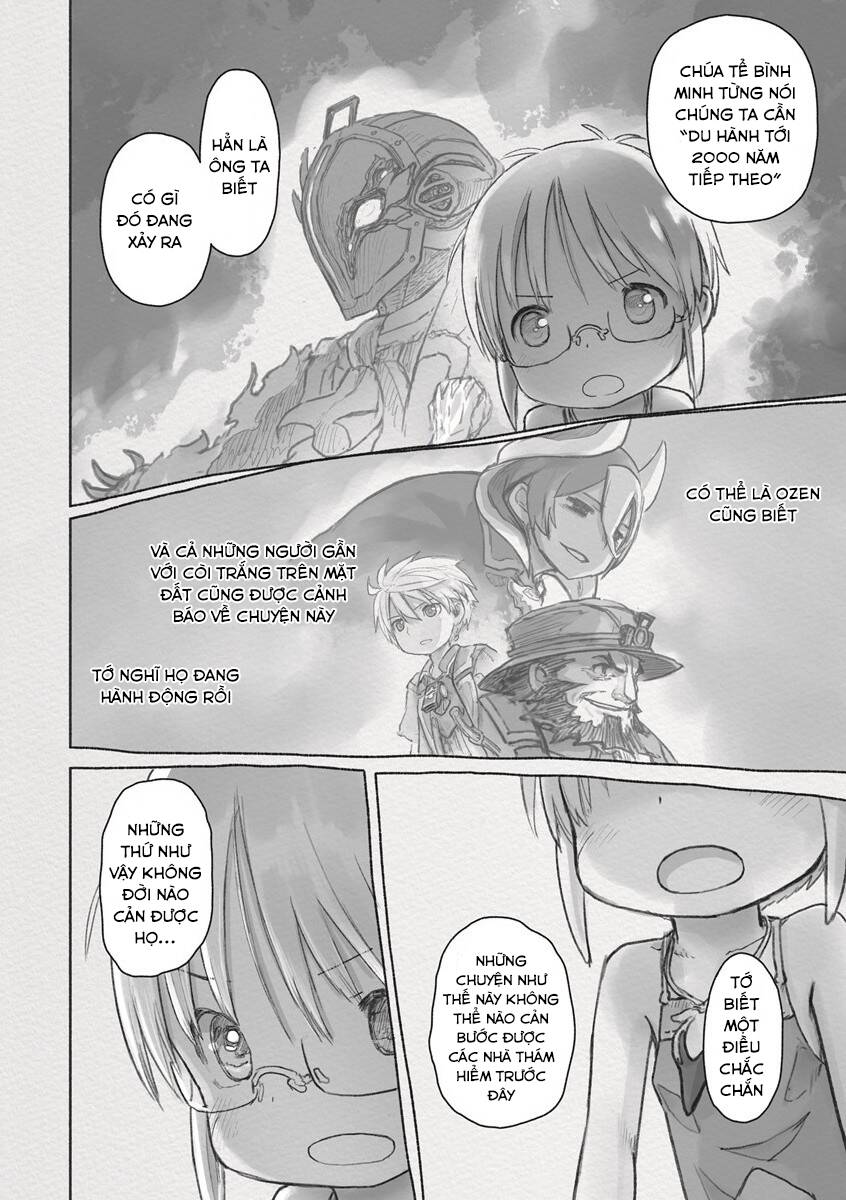 CHÚA TỂ BÌNH
MINH TỪNG NÓI
CHÚNG TA CẦN
“DU HÀNH TỚI
2000 NĂM
TIẾP THEO”
HẲN LÀ
ÔNG TA
BIẾT
CÓ GÌ
ĐÓ ĐANG
XẢY RA
CÓ THỂ LÀ OZEN
CŨNG BIẾT
VÀ CẢ NHỮNG NGƯỜI GẦN
VỚI CÒI TRẮNG TRÊN MẶT
ĐẤT CŨNG ĐƯỢC CẢNH
BÁO VỀ CHUYỆN NÀY
TỚ NGHĨ HỌ ĐANG
HÀNH ĐỘNG RỒI
TỚ
BIẾT
MỘT
ĐIỀU
CHẮC
CHẮN
NHỮNG
CHUYỆN NHƯ
THẾ NÀY KHÔNG
THỂ NÀO CẢN
BƯỚC ĐƯỢC
CÁC NHÀ THÁM
HIỂM TRƯỚC
ĐÂY
NHỮNG
THỨ NHƯ
VẬY KHÔNG
ĐỜI NÀO
CẢN ĐƯỢC
HỌ...